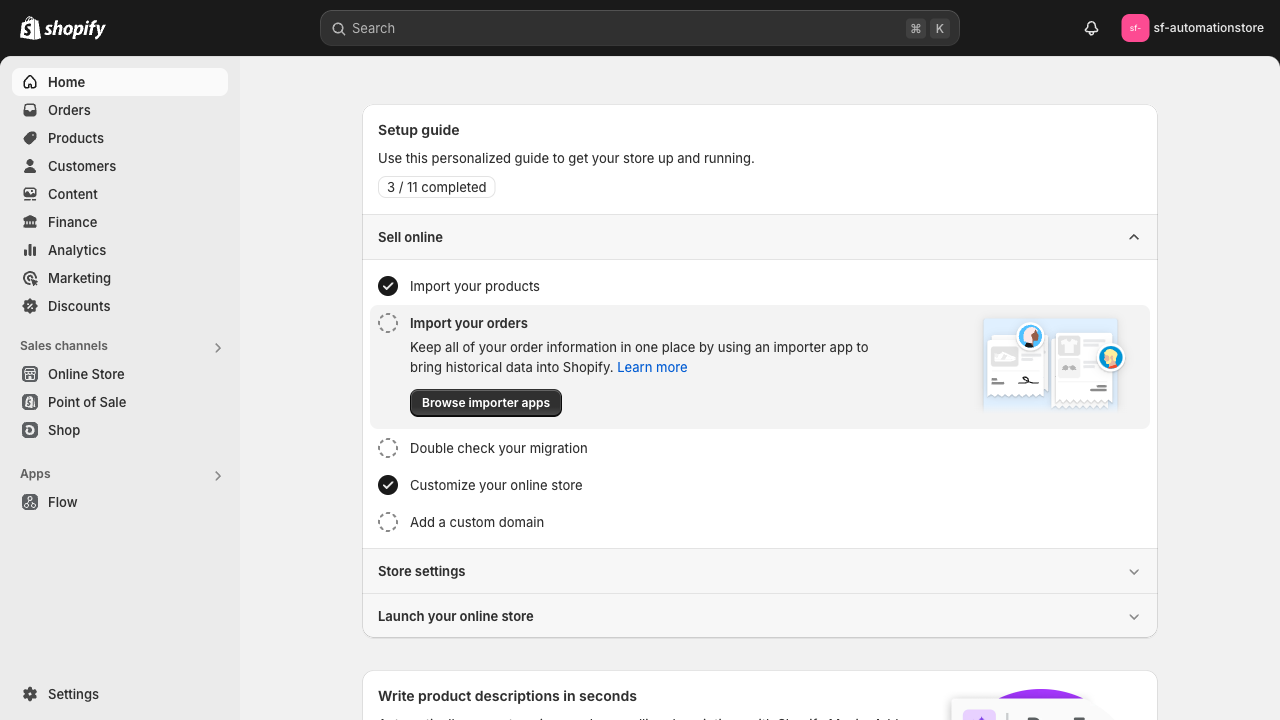 shopify
Search
⌘ K
sf-
sf-automationstore
Home
Orders
Products
Customers
Content
Finance
Analytics
Marketing
Discounts
Sales channels
Online Store
Point of Sale
Shop
Apps
Flow
Settings
Setup guide
Use this personalized guide to get your store up and running.
3 / 11 completed
Sell online
Import your products
Import your orders
Keep all of your order information in one place by using an importer app to
bring historical data into Shopify. Learn more
Browse importer apps
Double check your migration
Customize your online store
Add a custom domain
Store settings
Launch your online store
Write product descriptions in seconds